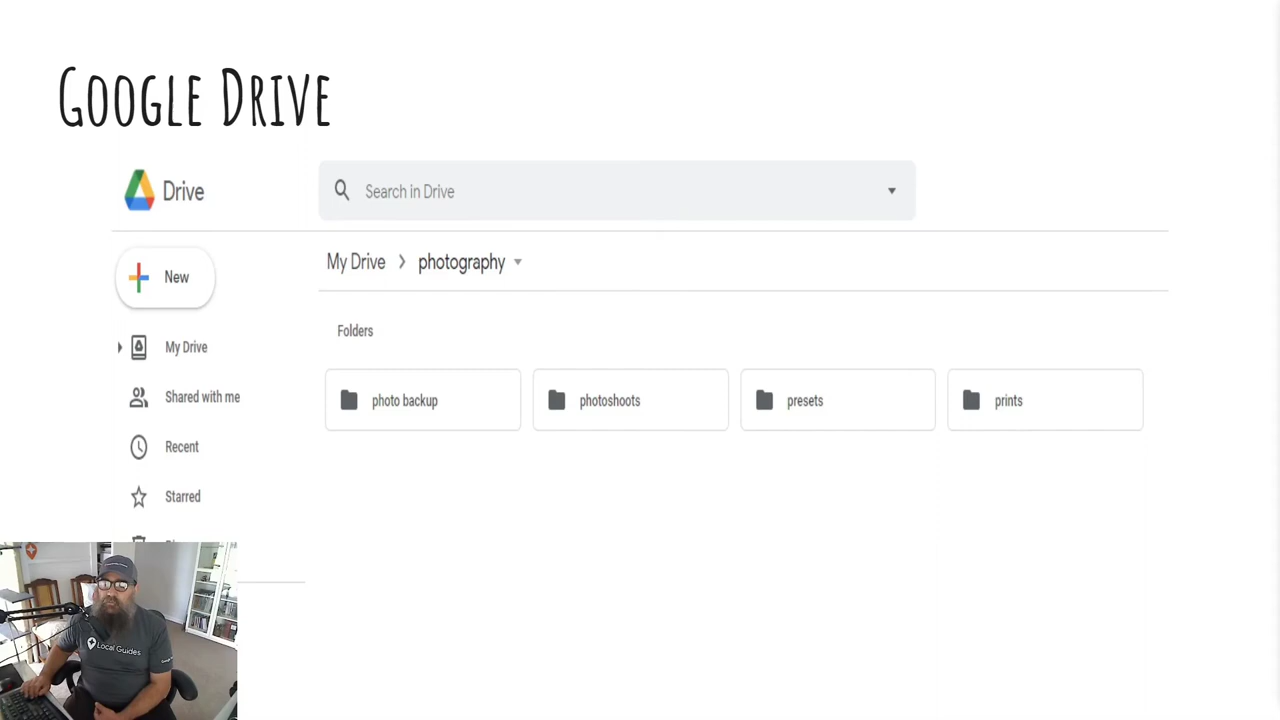 Google Drive
Drive
Search in Drive
New
My Drive > photography
My Drive
Shared with me
Recent
Starred
Folders
photo backup
photoshoots
presets
prints
Local Guides